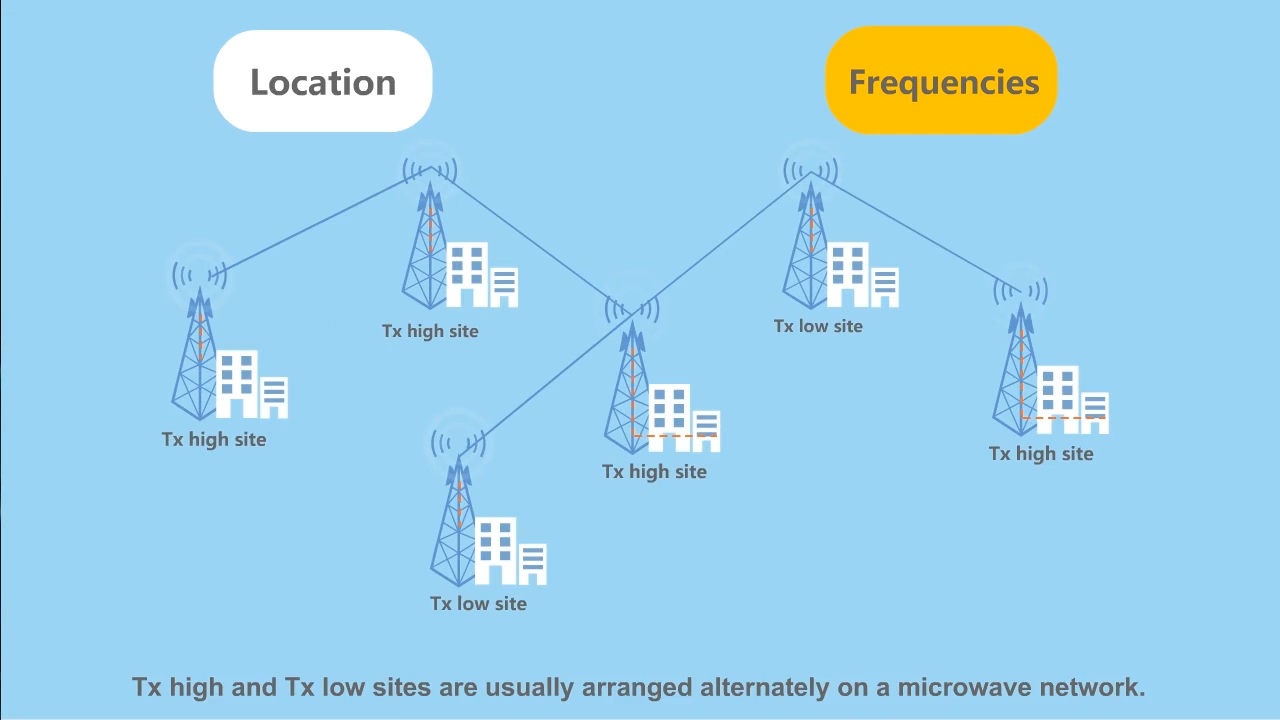 Location
Frequencies
Tx high site
Tx low site
Tx high site
Tx high site
Tx high site
Tx low site
Tx high and Tx low sites are usually arranged alternately on a microwave network.